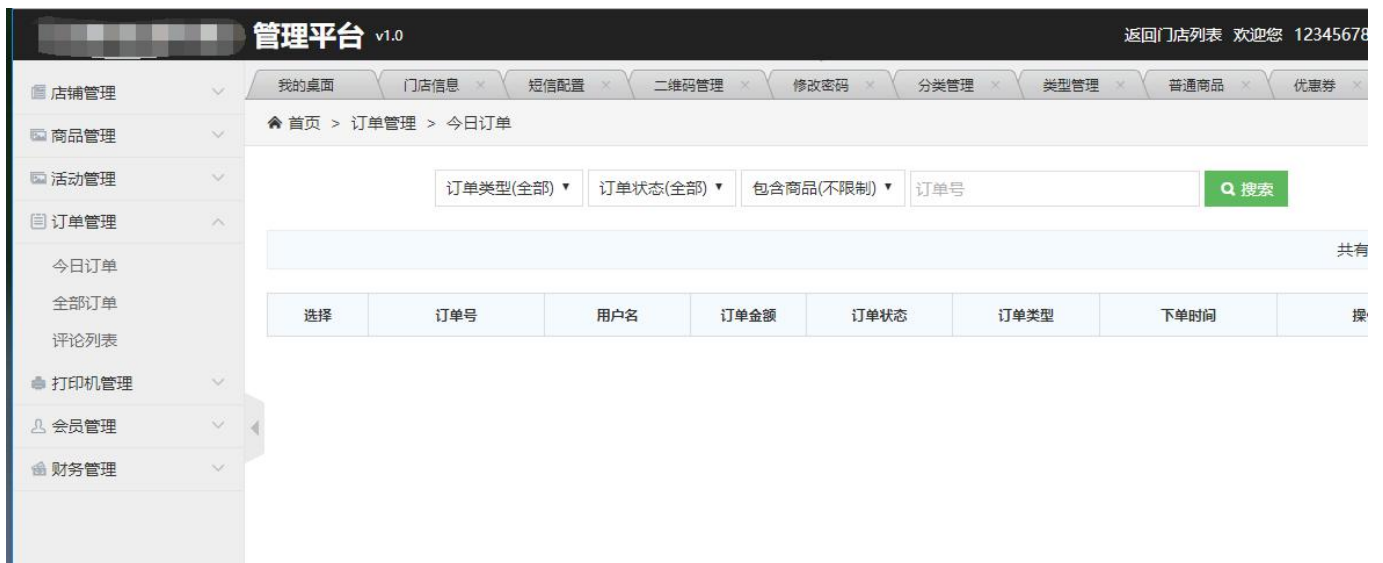 管理平台 v1.0
返回门店列表 欢迎您 12345678
店铺管理
商品管理
活动管理
订单管理
今日订单
全部订单
评论列表
打印机管理
会员管理
财务管理
我的桌面 门店信息 × 短信配置 × 二维码管理 × 修改密码 × 分类管理 × 类型管理 × 普通商品 × 优惠券 ×
首页 > 订单管理 > 今日订单
订单类型(全部) ▼ 订单状态(全部) ▼ 包含商品(不限制) ▼ 订单号 搜索
共有
选择 订单号 用户名 订单金额 订单状态 订单类型 下单时间